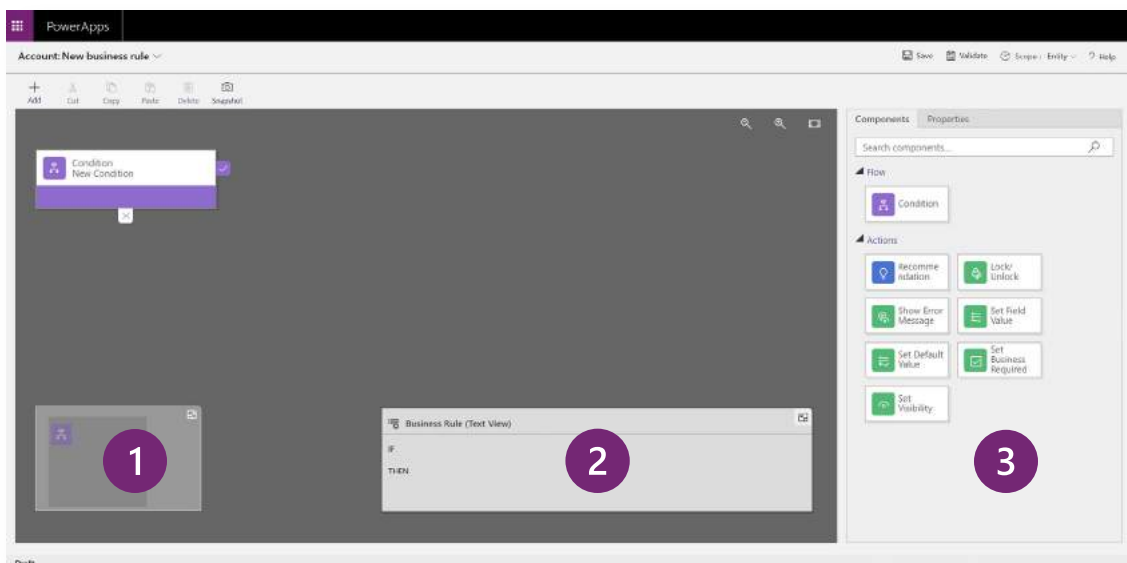 PowerApps
Account: New business rule
Save Validate Scope : Entity ? Help
Add Cut Copy Paste Delete Snapshot
Components Properties
Search components...
Flow
Condition
Actions
Recomme
ndation
Lock/
Unlock
Show Error
Message
Set Field
Value
Set Default
Value
Set
Business
Required
Set
Visibility
Condition
New Condition
Business Rule (Text View)
IF
THEN
1
2
3